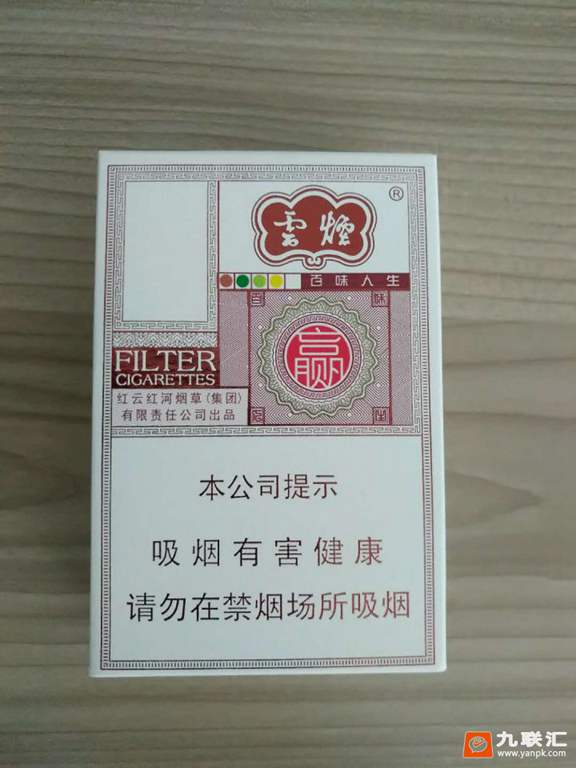 雲煙®
百味人生
百 味
赢
FILTER
CIGARETTES
红云红河烟草(集团)
有限责任公司出品
本公司提示
吸烟有害健康
请勿在禁烟场所吸烟
九联汇
www.yanpk.com